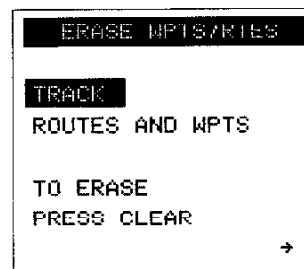 ERASE WPTS/RTES
TRACK
ROUTES AND WPTS
TO ERASE
PRESS CLEAR
→